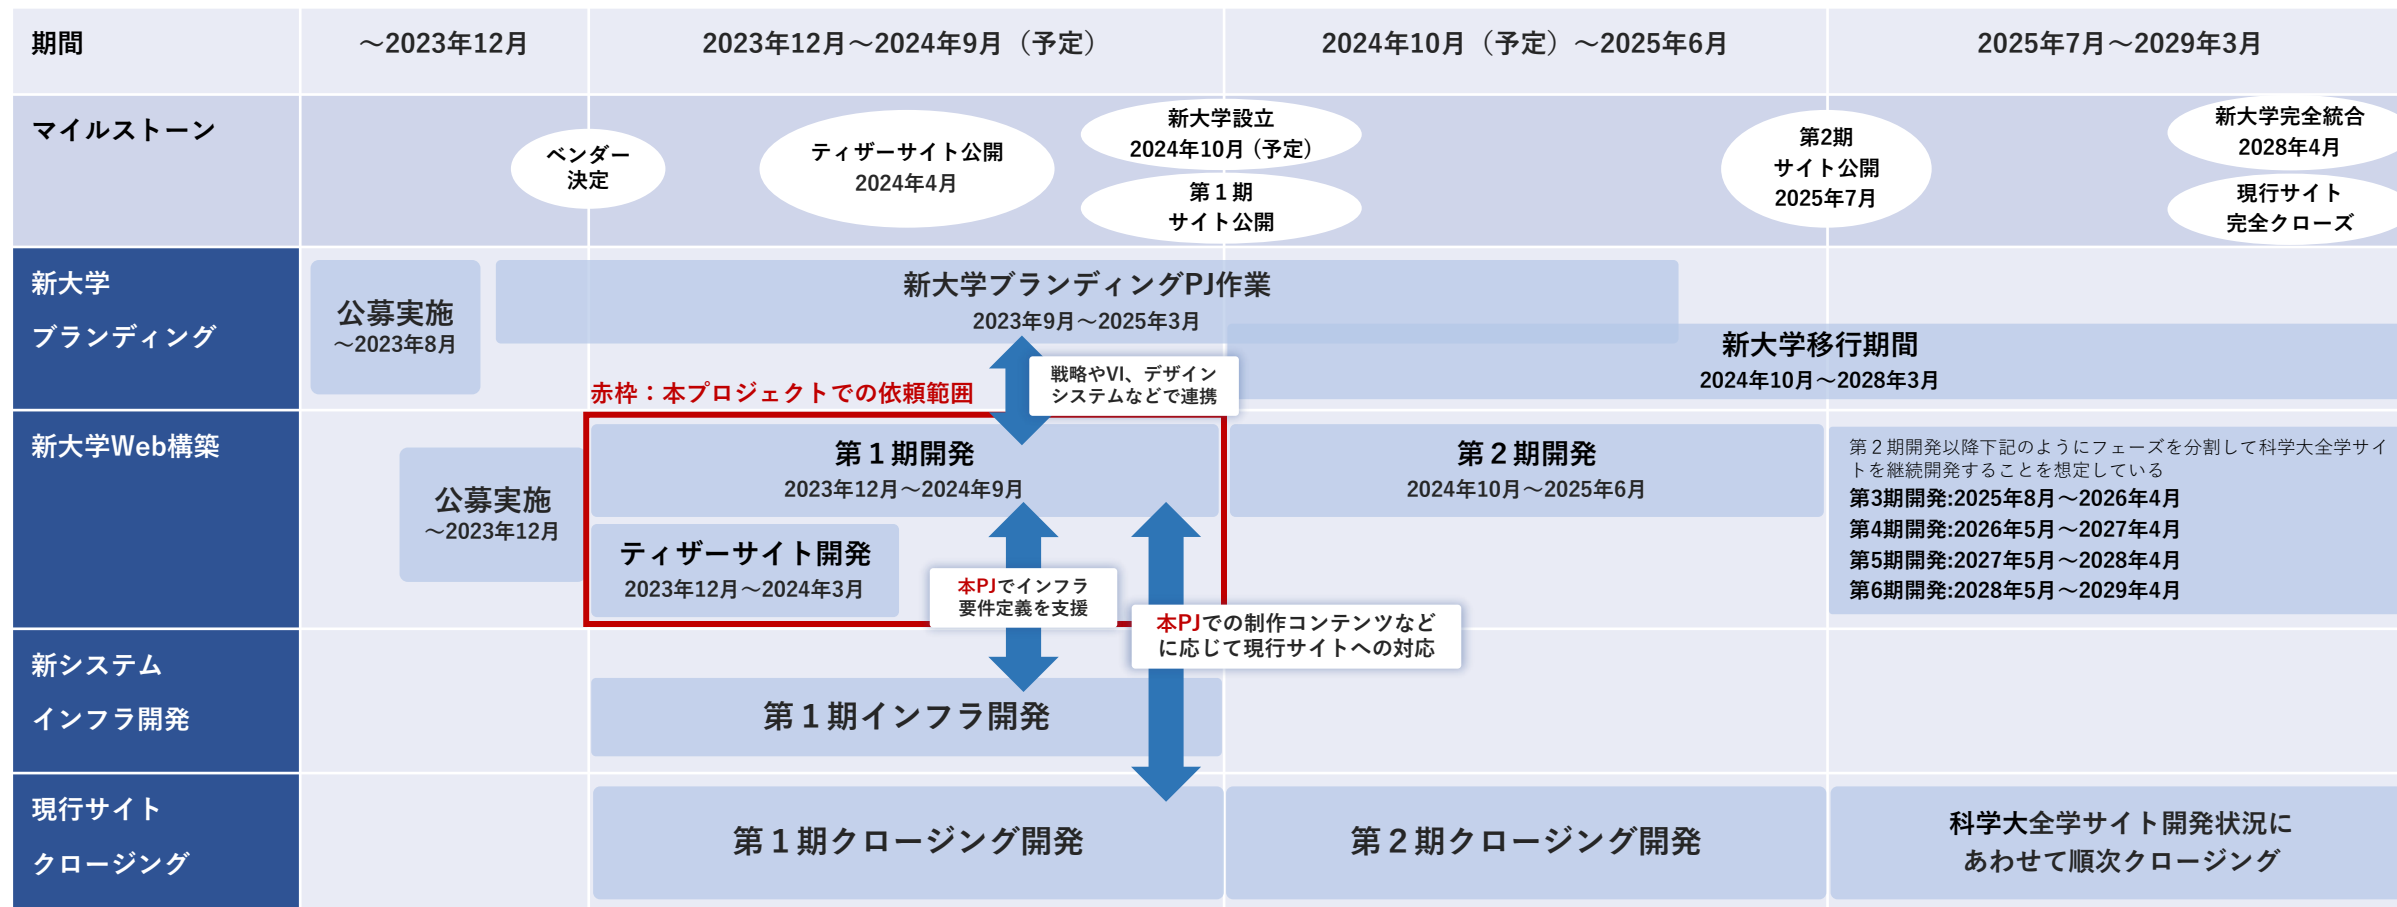 期間
～2023年12月
2023年12月～2024年9月（予定）
2024年10月（予定）～2025年6月
2025年7月～2029年3月
マイルストーン
ベンダー
決定
ティザーサイト公開
2024年4月
新大学設立
2024年10月（予定）
第１期
サイト公開
第2期
サイト公開
2025年7月
新大学完全統合
2028年4月
現行サイト
完全クローズ
新大学
ブランディング
公募実施
～2023年8月
新大学ブランディングPJ作業
2023年9月～2025年3月
新大学移行期間
2024年10月～2028年3月
戦略やVI、デザイン
システムなどで連携
赤枠：本プロジェクトでの依頼範囲
新大学Web構築
公募実施
～2023年12月
第１期開発
2023年12月～2024年9月
ティザーサイト開発
2023年12月～2024年3月
本PJでインフラ
要件定義を支援
本PJでの制作コンテンツなど
に応じて現行サイトへの対応
第２期開発
2024年10月～2025年6月
第２期開発以降下記のようにフェーズを分割して科学大全学サイ
トを継続開発することを想定している
第3期開発:2025年8月～2026年4月
第4期開発:2026年5月～2027年4月
第5期開発:2027年5月～2028年4月
第6期開発:2028年5月～2029年4月
新システム
インフラ開発
第１期インフラ開発
現行サイト
クロージング
第１期クロージング開発
第２期クロージング開発
科学大全学サイト開発状況に
あわせて順次クロージング